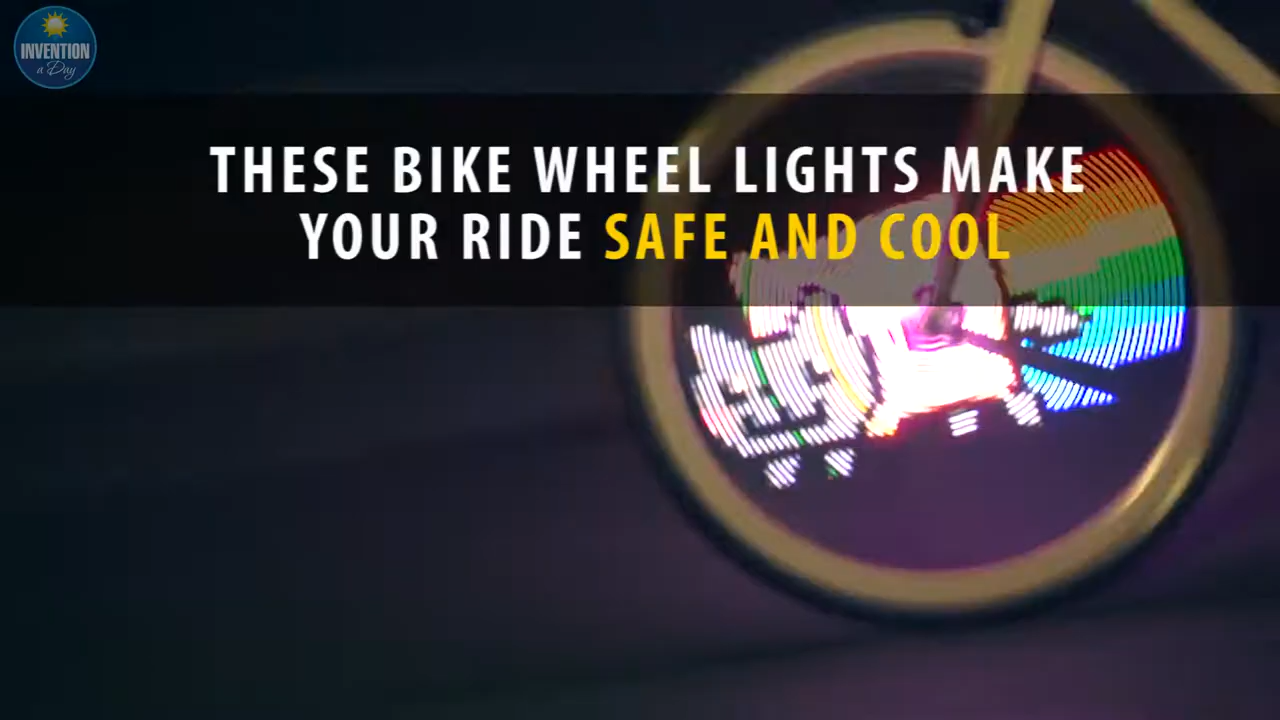 INVENTION
a Day
THESE BIKE WHEEL LIGHTS MAKE
YOUR RIDE SAFE AND COOL